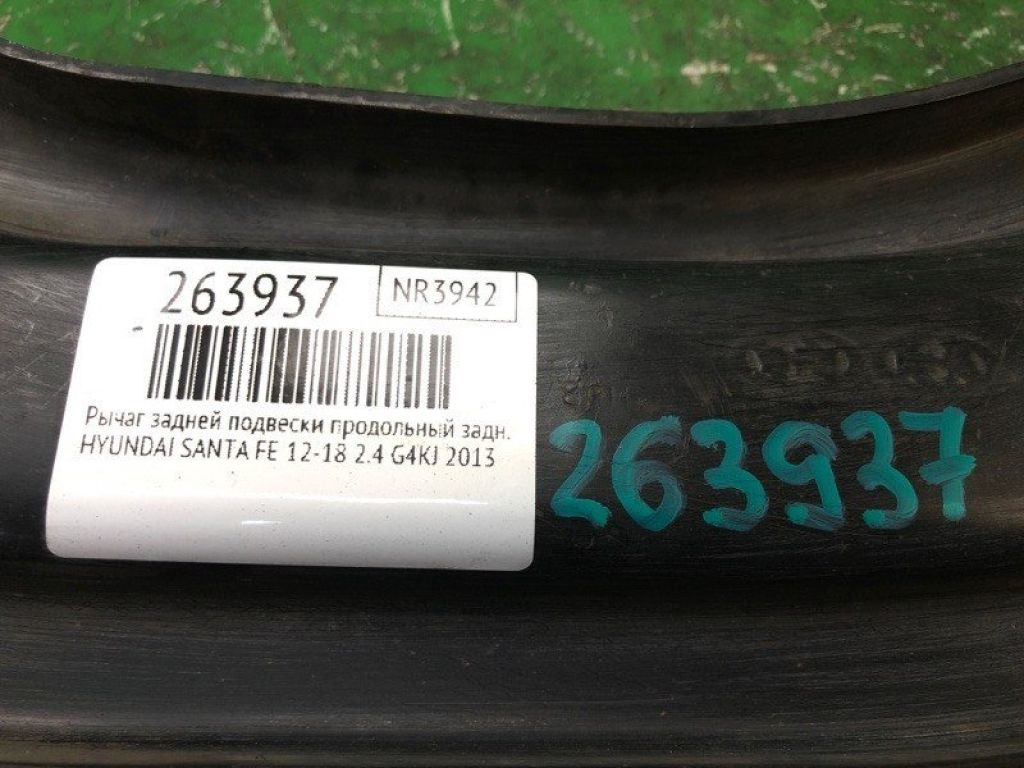 263937
NR3942
Рычаг задней подвески продольный задн.
HYUNDAI SANTA FE 12-18 2.4 G4KJ 2013
263937